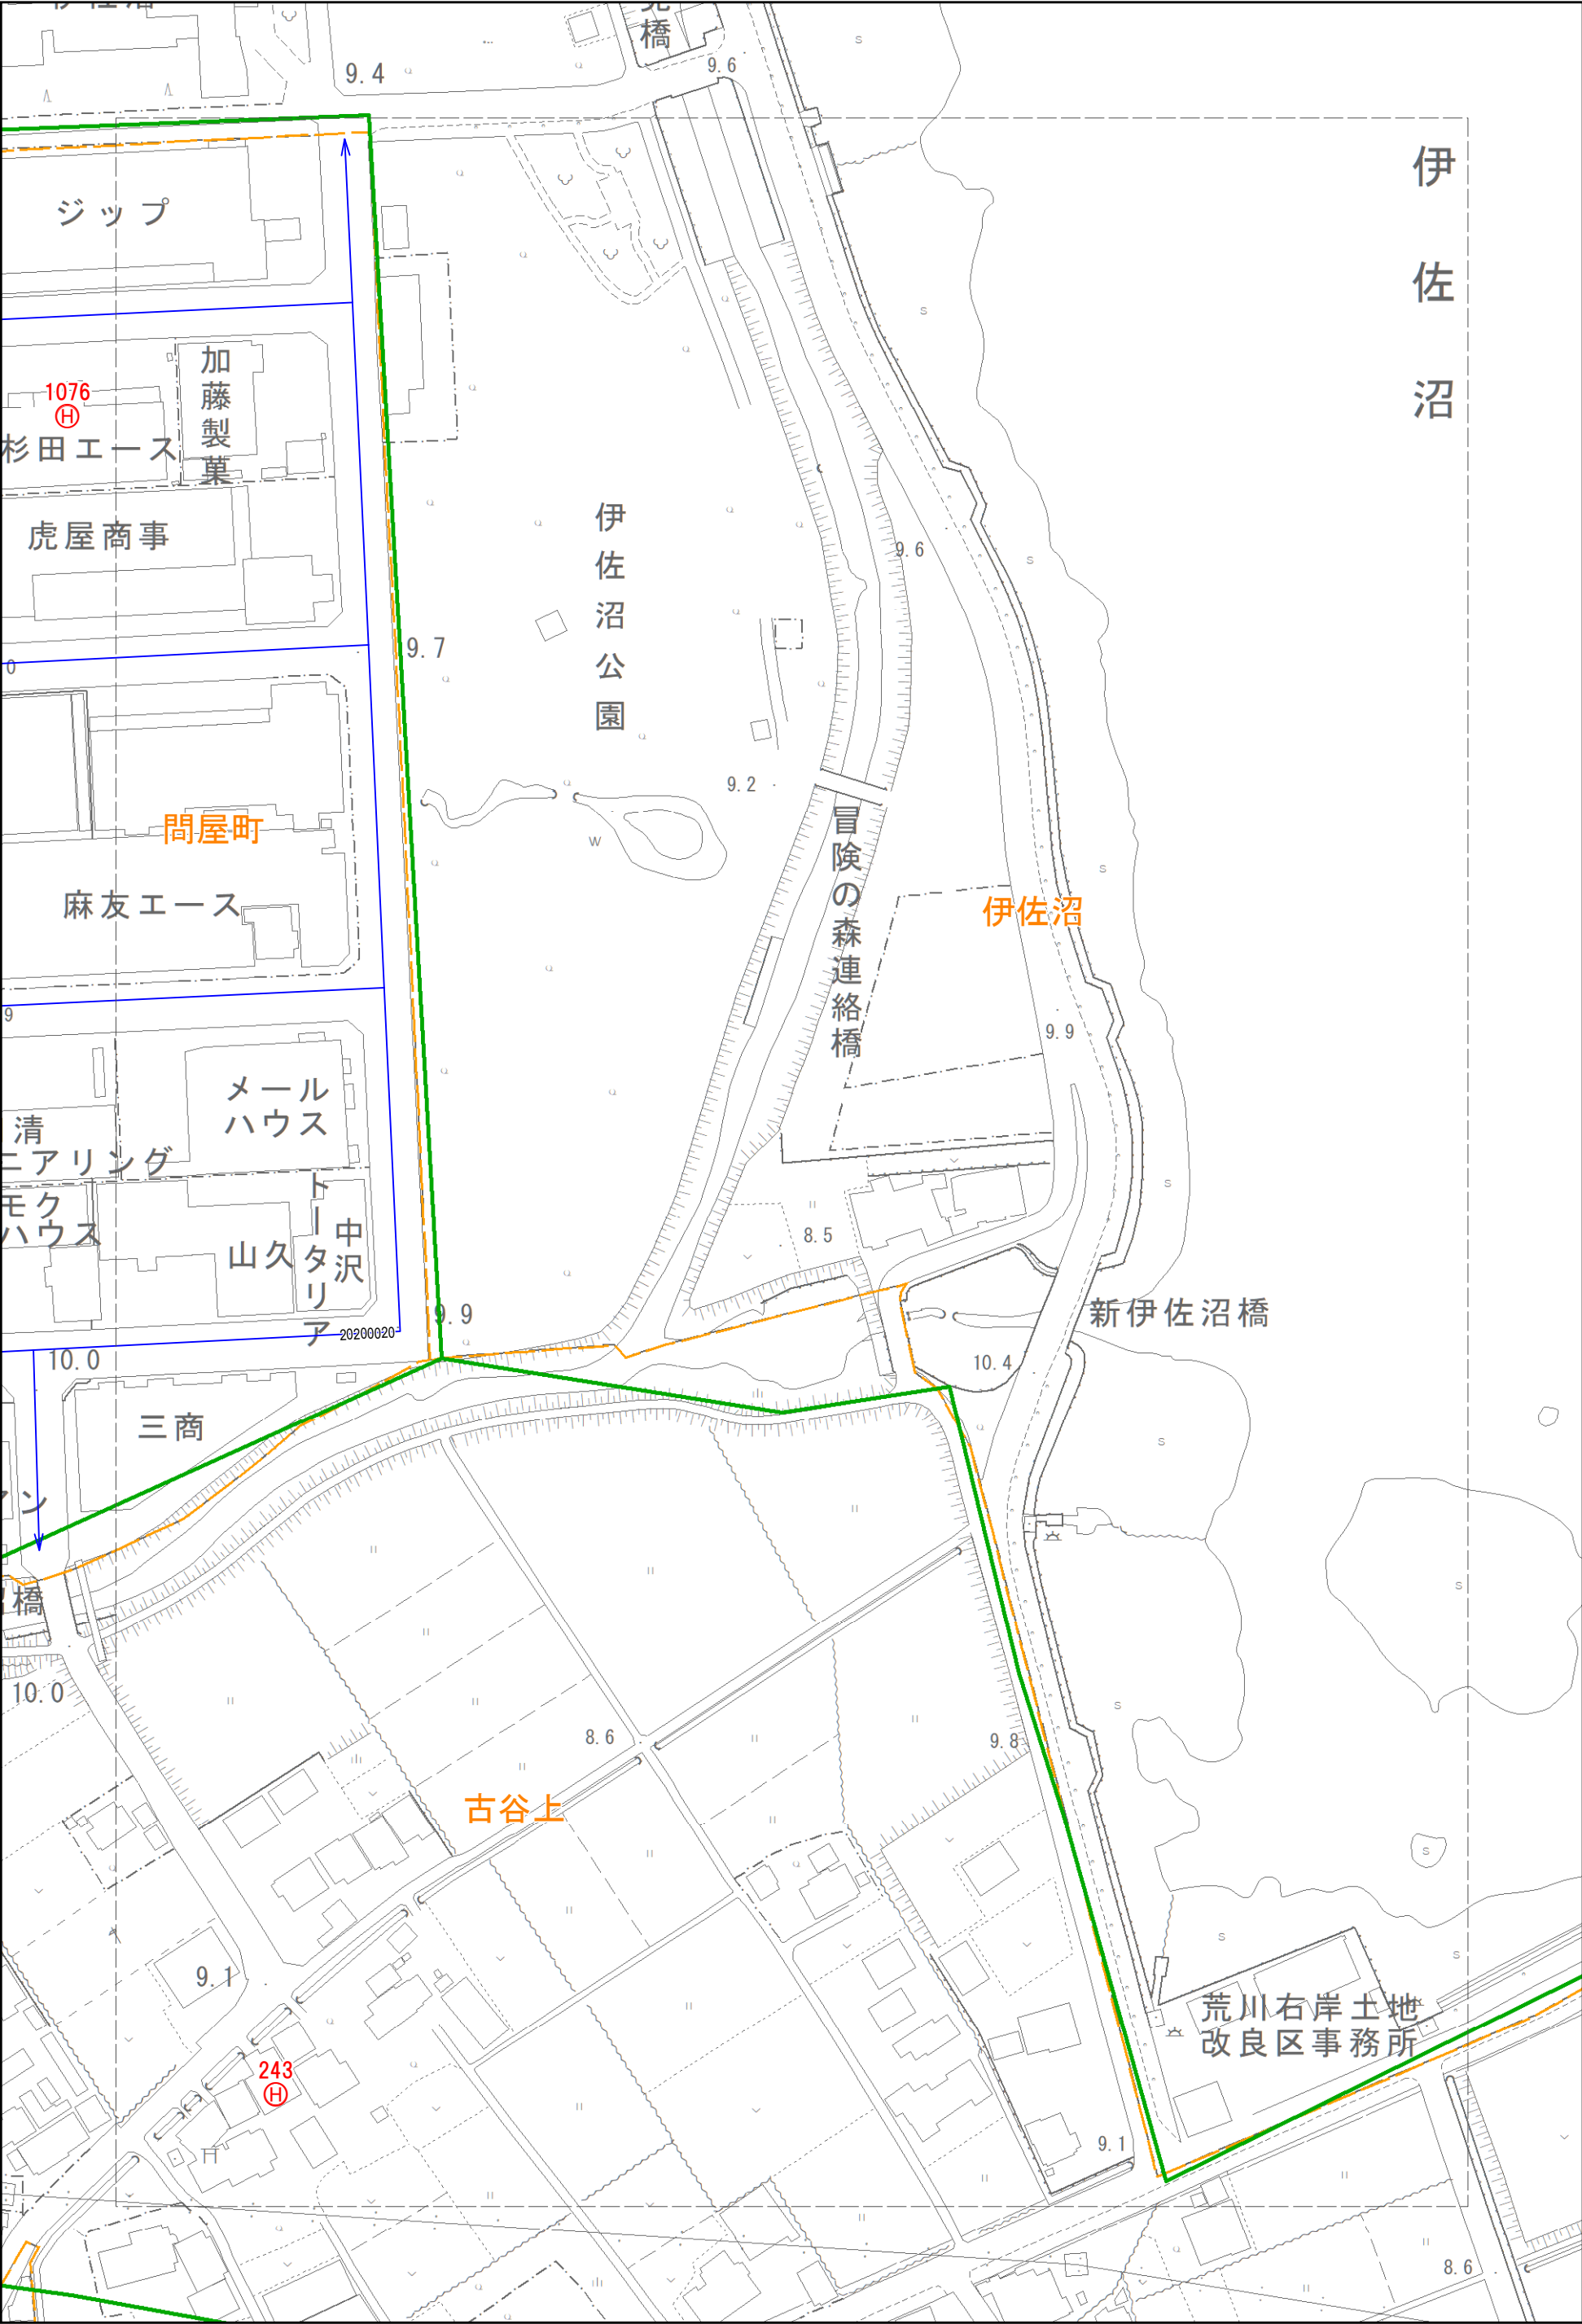 橋
9.4
9.6
伊佐沼
ジップ
1076
H
加藤製菓
杉田エース
虎屋商事
伊佐沼公園
9.6
9.7
0
9.2
問屋町
冒険の森連絡橋
麻友エース
伊佐沼
9
9.9
メール
ハウス
清
ニアリング
モク
ハウス
山久
トータリア
中沢
8.5
20200020
9.9
新伊佐沼橋
10.0
10.4
三商
ン
橋
10.0
8.6
9.8
古谷上
9.1
荒川右岸土地
改良区事務所
243
H
9.1
8.6